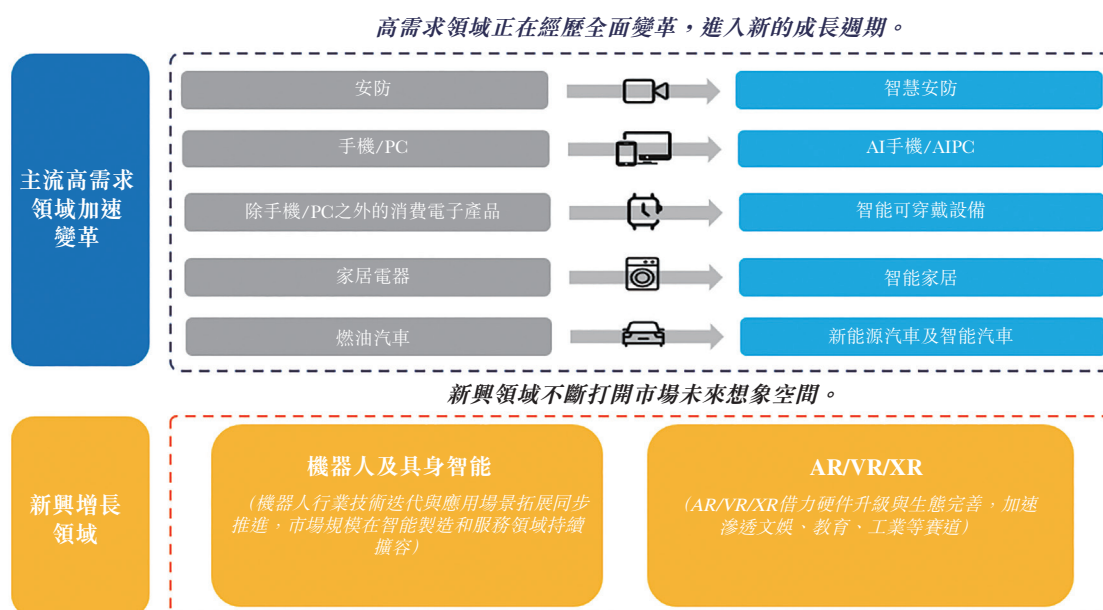 高需求領域正在經歷全面變革，進入新的成長週期。
主流高需求
領域加速
變革
安防
智慧安防
手機/PC
AI手機/AIPC
除手機/PC之外的消費電子產品
智能可穿戴設備
家居電器
智能家居
燃油汽車
新能源汽車及智能汽車
新興領域不斷打開市場未來想象空間。
新興增長
領域
機器人及具身智能
（機器人行業技術迭代與應用場景拓展同步
推進，市場規模在智能製造和服務領域持續
擴容）
AR/VR/XR
（AR/VR/XR借力硬件升級與生態完善，加速
滲透文娛、教育、工業等賽道）